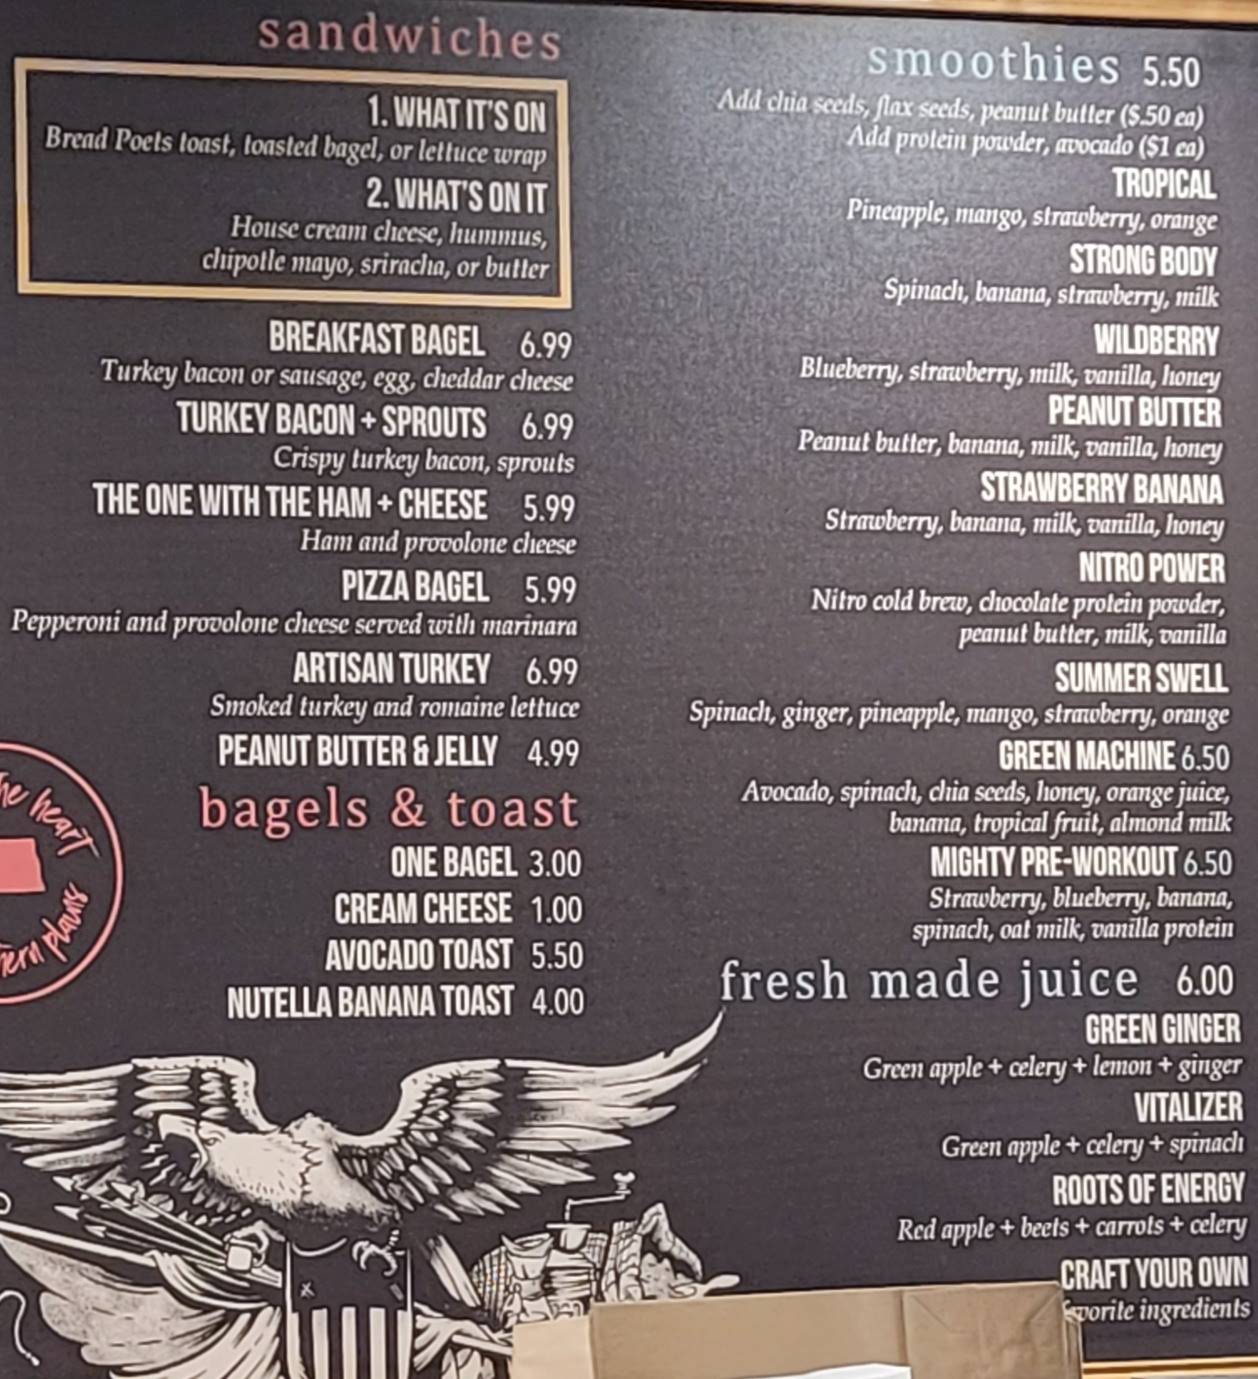 sandwiches
1. WHAT IT'S ON
Bread Poets toast, toasted bagel, or lettuce wrap
2. WHAT'S ON IT
House cream cheese, hummus,
chipotle mayo, sriracha, or butter
BREAKFAST BAGEL 6.99
Turkey bacon or sausage, egg, cheddar cheese
TURKEY BACON + SPROUTS 6.99
Crispy turkey bacon, sprouts
THE ONE WITH THE HAM + CHEESE 5.99
Ham and provolone cheese
PIZZA BAGEL 5.99
Pepperoni and provolone cheese served with marinara
ARTISAN TURKEY 6.99
Smoked turkey and romaine lettuce
PEANUT BUTTER & JELLY 4.99
bagels & toast
ONE BAGEL 3.00
CREAM CHEESE 1.00
AVOCADO TOAST 5.50
NUTELLA BANANA TOAST 4.00
heart
plains
smoothies 5.50
Add chia seeds, flax seeds, peanut butter ($.50 ea)
Add protein powder, avocado ($1 ea)
TROPICAL
Pineapple, mango, strawberry, orange
STRONG BODY
Spinach, banana, strawberry, milk
WILDBERRY
Blueberry, strawberry, milk, vanilla, honey
PEANUT BUTTER
Peanut butter, banana, milk, vanilla, honey
STRAWBERRY BANANA
Strawberry, banana, milk, vanilla, honey
NITRO POWER
Nitro cold brew, chocolate protein powder,
peanut butter, milk, vanilla
SUMMER SWELL
Spinach, ginger, pineapple, mango, strawberry, orange
GREEN MACHINE 6.50
Avocado, spinach, chia seeds, honey, orange juice,
banana, tropical fruit, almond milk
MIGHTY PRE-WORKOUT 6.50
Strawberry, blueberry, banana,
spinach, oat milk, vanilla protein
fresh made juice 6.00
GREEN GINGER
Green apple + celery + lemon + ginger
VITALIZER
Green apple + celery + spinach
ROOTS OF ENERGY
Red apple + beets + carrots + celery
CRAFT YOUR OWN
ingredients